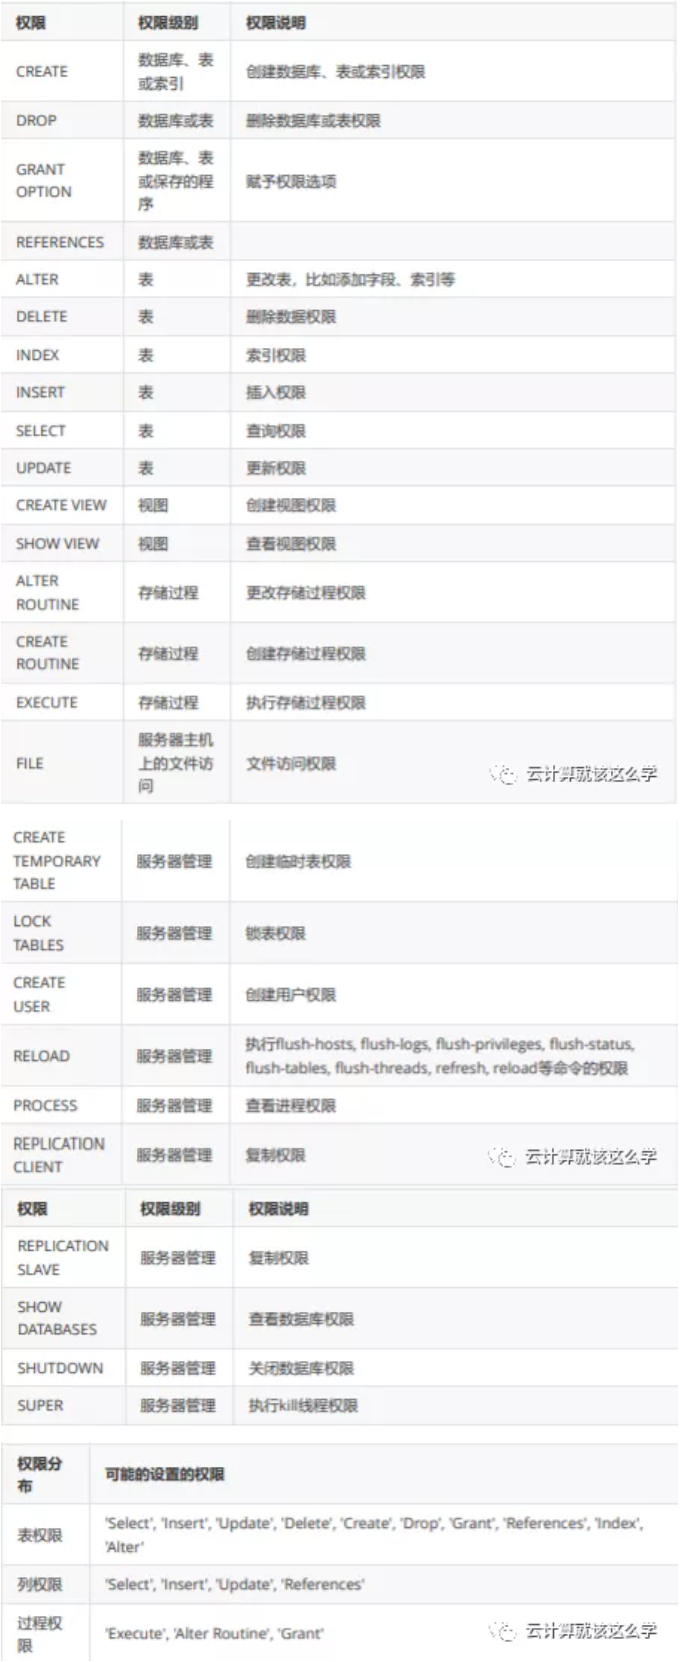 权限 权限级别 权限说明
CREATE 数据库、表 创建数据库、表或索引权限
或索引
DROP 数据库或表 删除数据库或表权限
GRANT 数据库、表 赋予权限选项
OPTION 或保存的程
序
REFERENCES 数据库或表
ALTER 表 更改表，比如添加字段、索引等
DELETE 表 删除数据权限
INDEX 表 索引权限
INSERT 表 插入权限
SELECT 表 查询权限
UPDATE 表 更新权限
CREATE VIEW 视图 创建视图权限
SHOW VIEW 视图 查看视图权限
ALTER 存储过程 更改存储过程权限
ROUTINE
CREATE 存储过程 创建存储过程权限
ROUTINE
EXECUTE 存储过程 执行存储过程权限
FILE 服务器主机 文件访问权限
上的文件访
问
云计算就该这么学
CREATE
TEMPORARY 服务器管理 创建临时表权限
TABLE
LOCK 服务器管理 锁表权限
TABLES
CREATE 服务器管理 创建用户权限
USER
RELOAD 服务器管理 执行flush-hosts, flush-logs, flush-privileges, flush-status,
flush-tables, flush-threads, refresh, reload等命令的权限
PROCESS 服务器管理 查看进程权限
REPLICATION 服务器管理 复制权限
CLIENT
云计算就该这么学
权限 权限级别 权限说明
REPLICATION 服务器管理 复制权限
SLAVE
SHOW 服务器管理 查看数据库权限
DATABASES
SHUTDOWN 服务器管理 关闭数据库权限
SUPER 服务器管理 执行kill线程权限
权限分 可能的设置的权限
布
表权限 'Select', 'Insert', 'Update', 'Delete', 'Create', 'Drop', 'Grant', 'References', 'Index',
'Alter'
列权限 'Select', 'Insert', 'Update', 'References'
过程权 'Execute', 'Alter Routine', 'Grant'
限
云计算就该这么学